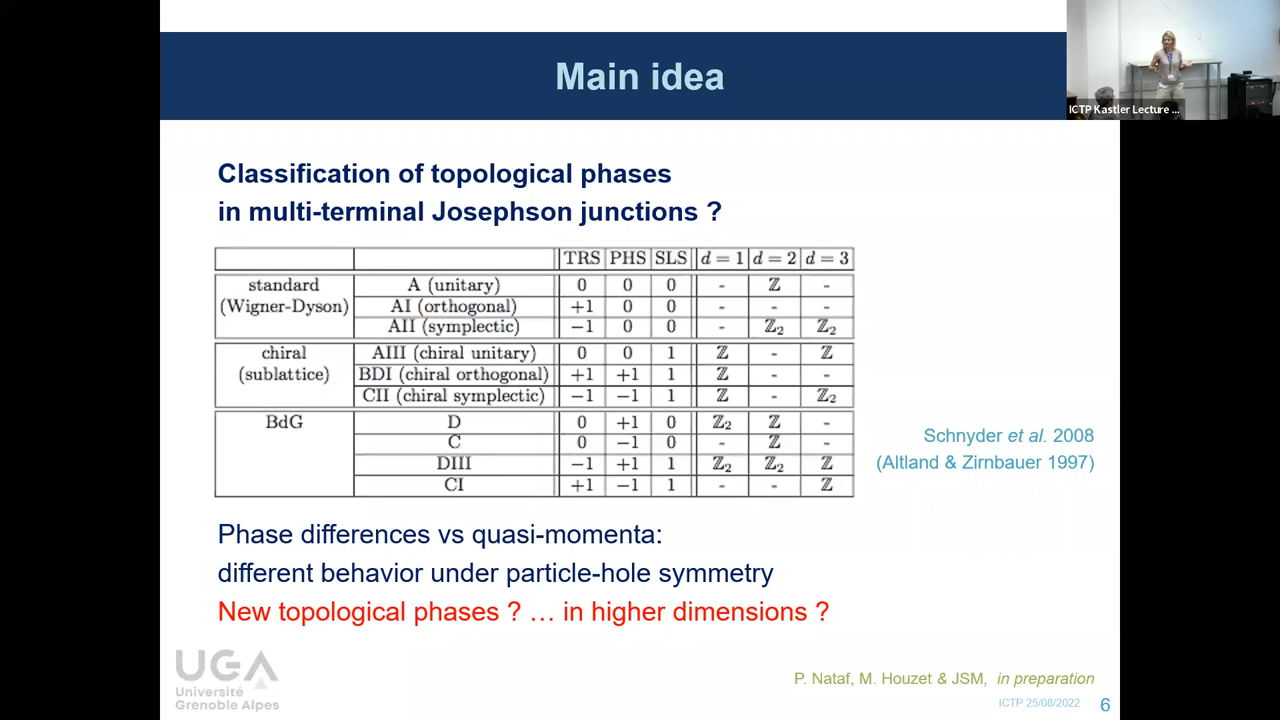 Main idea
ICTP Kastler Lecture ...
Classification of topological phases
in multi-terminal Josephson junctions ?
TRS PHS SLS d = 1 d = 2 d = 3
standard A (unitary) 0 0 0 - ℤ -
(Wigner-Dyson) AI (orthogonal) +1 0 0 - - -
AII (symplectic) −1 0 0 - ℤ₂ ℤ₂
chiral AIII (chiral unitary) 0 0 1 ℤ - ℤ
(sublattice) BDI (chiral orthogonal) +1 +1 1 ℤ - -
CII (chiral symplectic) −1 −1 1 ℤ - ℤ₂
BdG D 0 +1 0 ℤ₂ ℤ -
C 0 −1 0 - ℤ -
DIII −1 +1 1 ℤ₂ ℤ₂ ℤ
CI +1 −1 1 - - ℤ
Schnyder et al. 2008
(Altland & Zirnbauer 1997)
Phase differences vs quasi-momenta:
different behavior under particle-hole symmetry
New topological phases ? … in higher dimensions ?
UGA
Université
Grenoble Alpes
P. Nataf, M. Houzet & JSM, in preparation
ICTP 25/08/2022 6